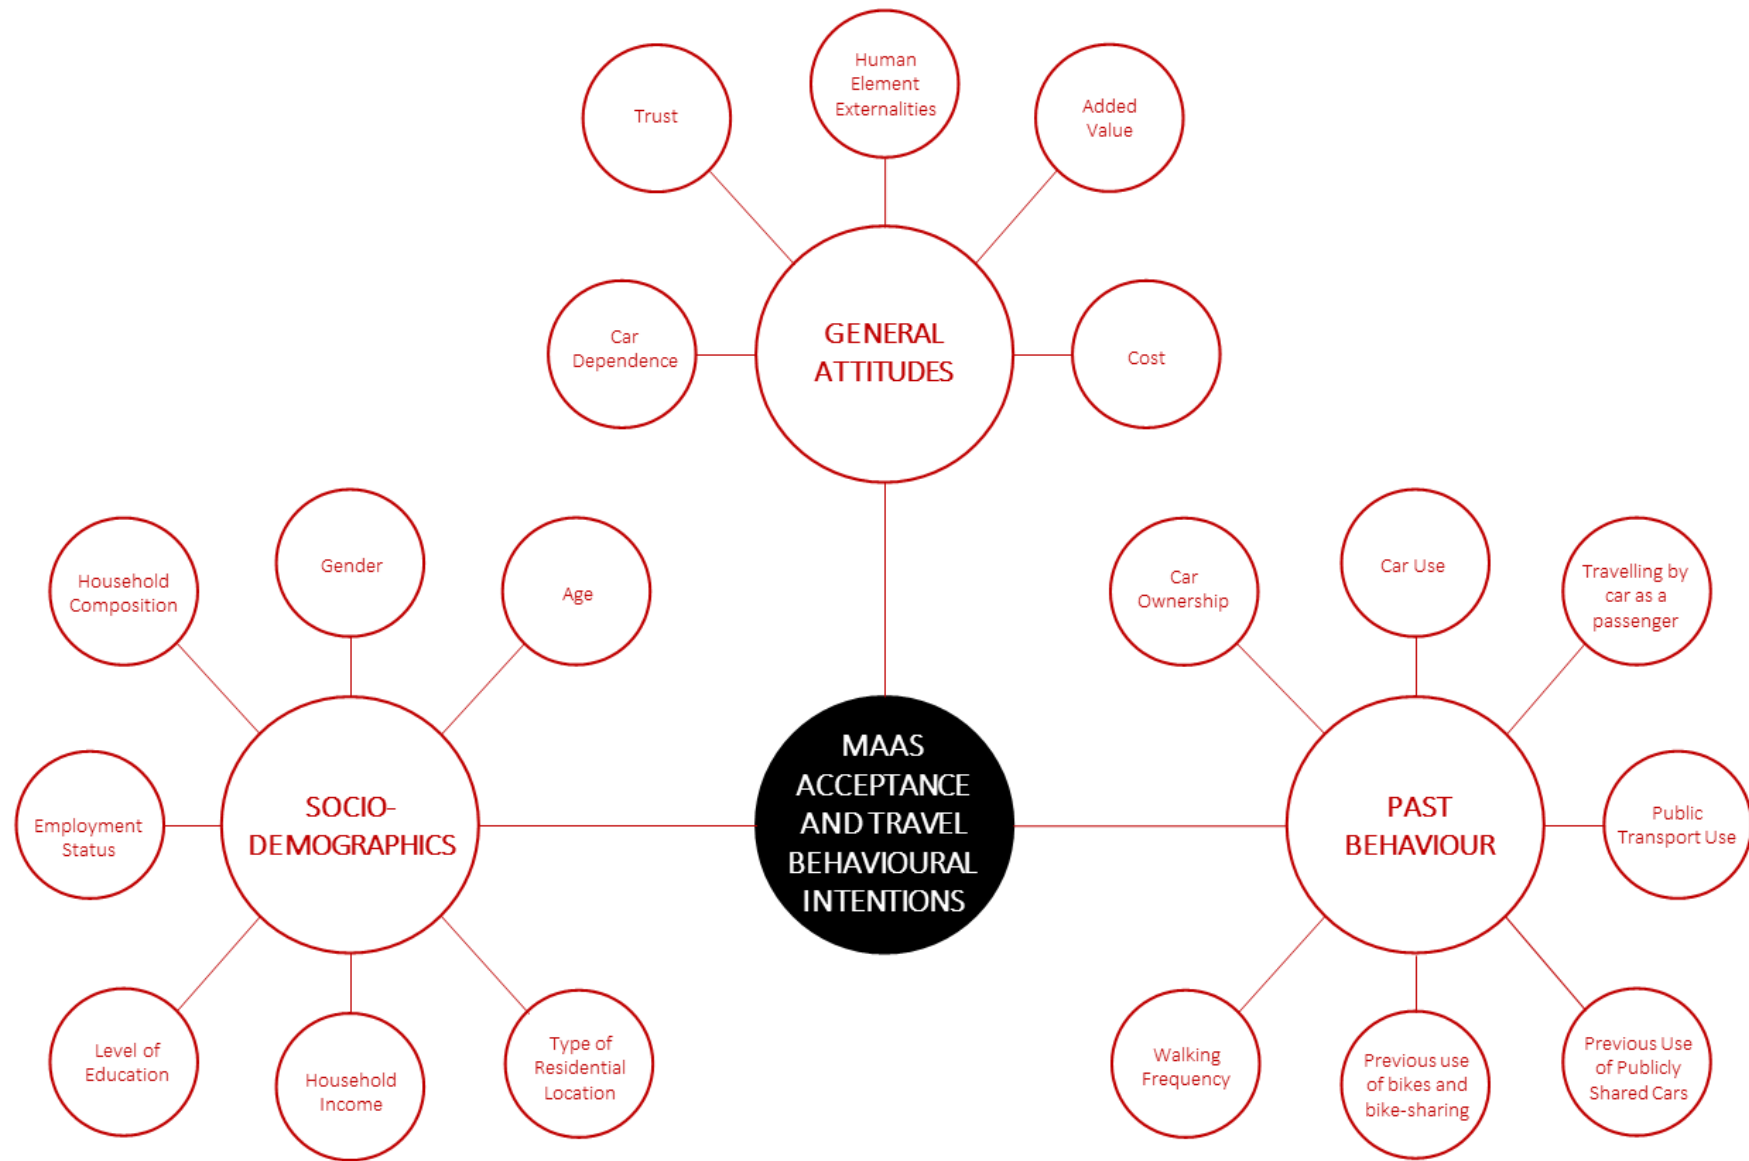 Human
Element
Externalities
Trust
Added
Value
Car
Dependence
GENERAL
ATTITUDES
Cost
Household
Composition
Gender
Age
Employment
Status
SOCIO-
DEMOGRAPHICS
Level of
Education
Household
Income
Type of
Residential
Location
MAAS
ACCEPTANCE
AND TRAVEL
BEHAVIOURAL
INTENTIONS
Car
Ownership
Car Use
Travelling by
car as a
passenger
PAST
BEHAVIOUR
Public
Transport Use
Walking
Frequency
Previous use
of bikes and
bike-sharing
Previous Use
of Publicly
Shared Cars